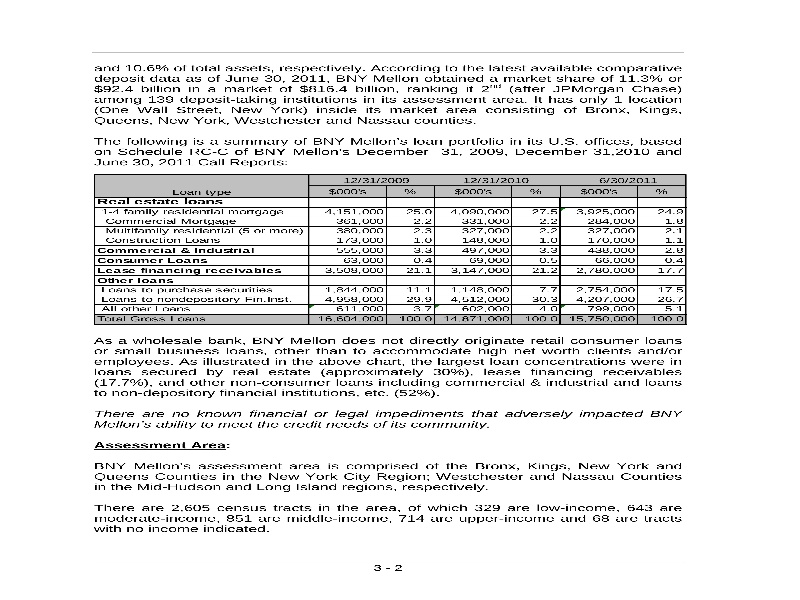 and 10.6% of total assets, respectively. According to the latest available comparative
deposit data as of June 30, 2011, BNY Mellon obtained a market share of 11.3% or
$92.4 billion in a market of $816.4 billion, ranking it 2nd (after JPMorgan Chase)
among 139 deposit-taking institutions in its assessment area. It has only 1 location
(One Wall Street, New York) inside its market area consisting of Bronx, Kings,
Queens, New York, Westchester and Nassau counties.
The following is a summary of BNY Mellon's loan portfolio in its U.S. offices, based
on Schedule RC-C of BNY Mellon's December 31, 2009, December 31,2010 and
June 30, 2011 Call Reports:
12/31/2009 12/31/2010 6/30/2011
Loan type $000's % $000's % $000's %
Real estate loans
1-4 family residential mortgage 4,151,000 25.0 4,090,000 27.5 3,925,000 24.9
Commercial Mortgage 361,000 2.2 331,000 2.2 284,000 1.8
Multifamily residential (5 or more) 380,000 2.3 327,000 2.2 327,000 2.1
Construction Loans 173,000 1.0 148,000 1.0 170,000 1.1
Commercial & Industrial 555,000 3.3 497,000 3.3 438,000 2.8
Consumer Loans 63,000 0.4 69,000 0.5 66,000 0.4
Lease financing receivables 3,508,000 21.1 3,147,000 21.2 2,780,000 17.7
Other loans
Loans to purchase securities 1,844,000 11.1 1,148,000 7.7 2,754,000 17.5
Loans to nondepository Fin.Inst. 4,958,000 29.9 4,512,000 30.3 4,207,000 26.7
All other Loans 611,000 3.7 602,000 4.0 799,000 5.1
Total Gross Loans 16,604,000 100.0 14,871,000 100.0 15,750,000 100.0
As a wholesale bank, BNY Mellon does not directly originate retail consumer loans
or small business loans, other than to accommodate high net worth clients and/or
employees. As illustrated in the above chart, the largest loan concentrations were in
loans secured by real estate (approximately 30%), lease financing receivables
(17.7%), and other non-consumer loans including commercial & industrial and loans
to non-depository financial institutions, etc. (52%).
There are no known financial or legal impediments that adversely impacted BNY
Mellon's ability to meet the credit needs of its community.
Assessment Area:
BNY Mellon's assessment area is comprised of the Bronx, Kings, New York and
Queens Counties in the New York City Region; Westchester and Nassau Counties
in the Mid-Hudson and Long Island regions, respectively.
There are 2,605 census tracts in the area, of which 329 are low-income, 643 are
moderate-income, 851 are middle-income, 714 are upper-income and 68 are tracts
with no income indicated.
3 - 2